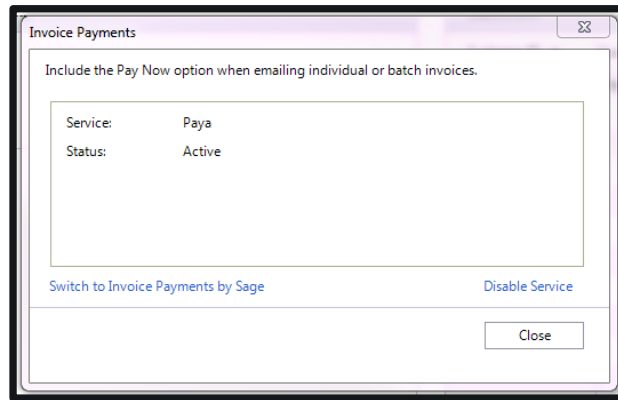 Invoice Payments
Include the Pay Now option when emailing individual or batch invoices.
Service: Paya
Status: Active
Switch to Invoice Payments by Sage Disable Service
Close